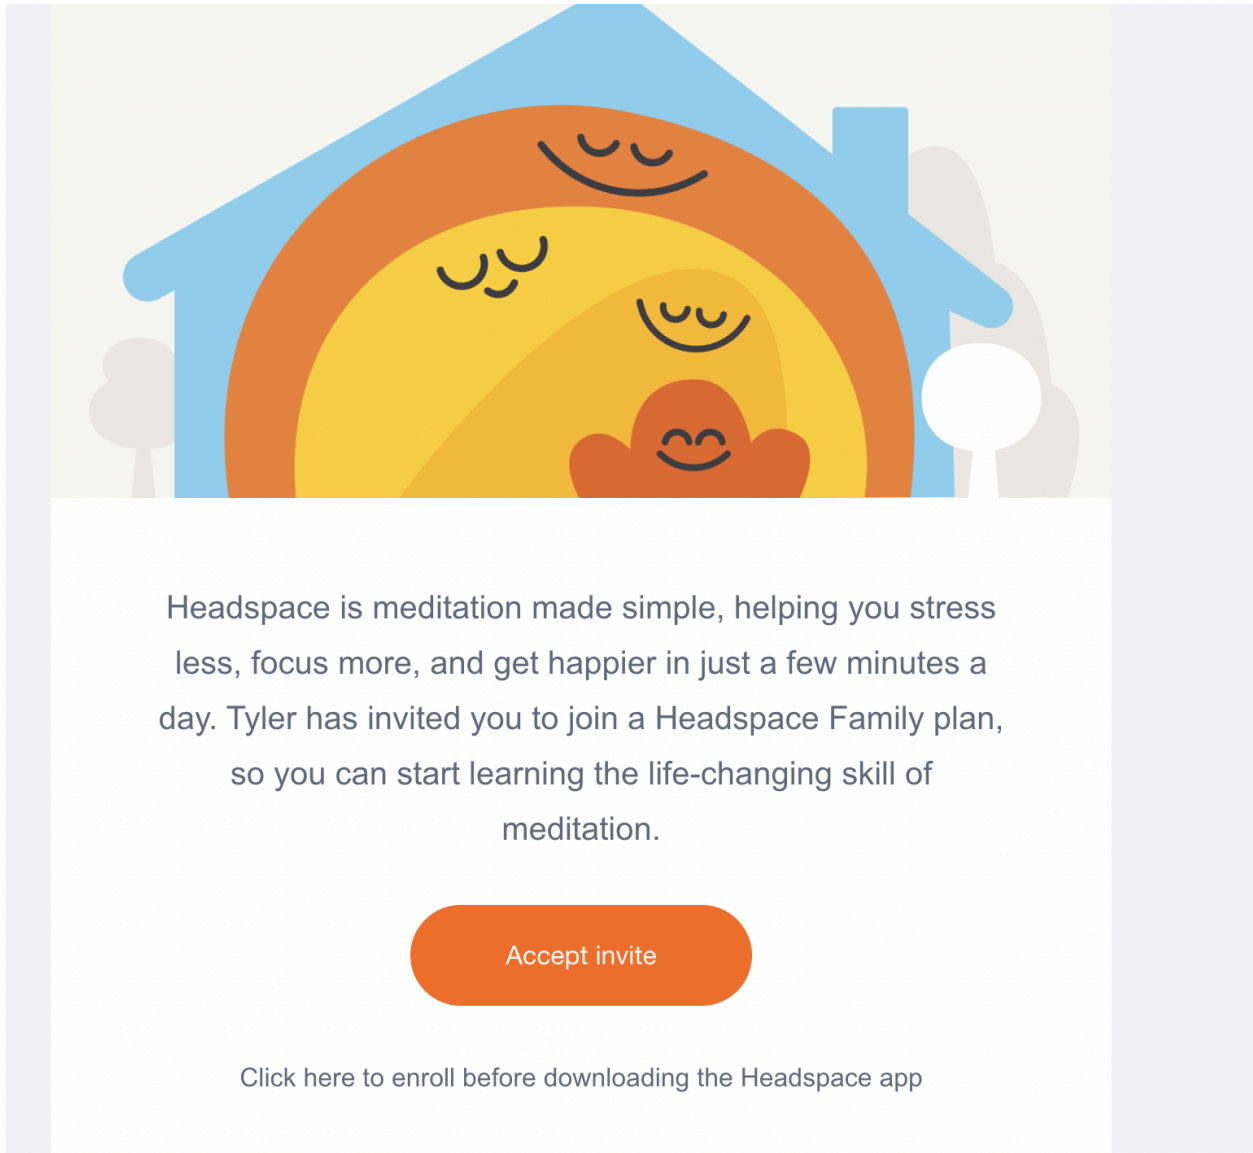 Headspace is meditation made simple, helping you stress
less, focus more, and get happier in just a few minutes a
day. Tyler has invited you to join a Headspace Family plan,
so you can start learning the life-changing skill of
meditation.
Accept invite
Click here to enroll before downloading the Headspace app